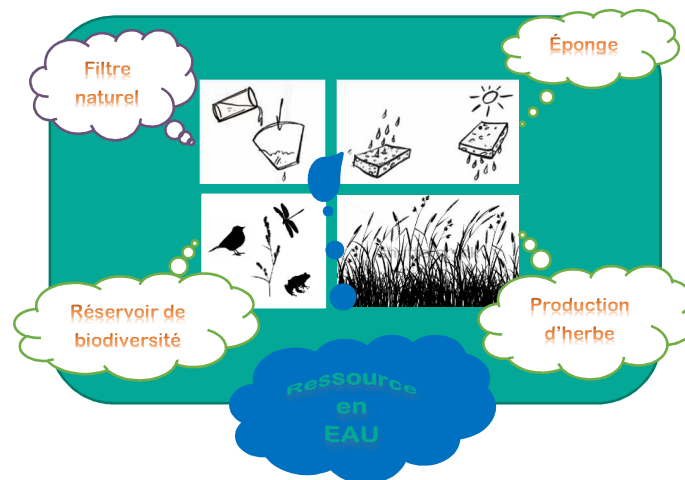 Filtre
naturel
Éponge
Réservoir de
biodiversité
Production
d'herbe
Ressource
en
EAU